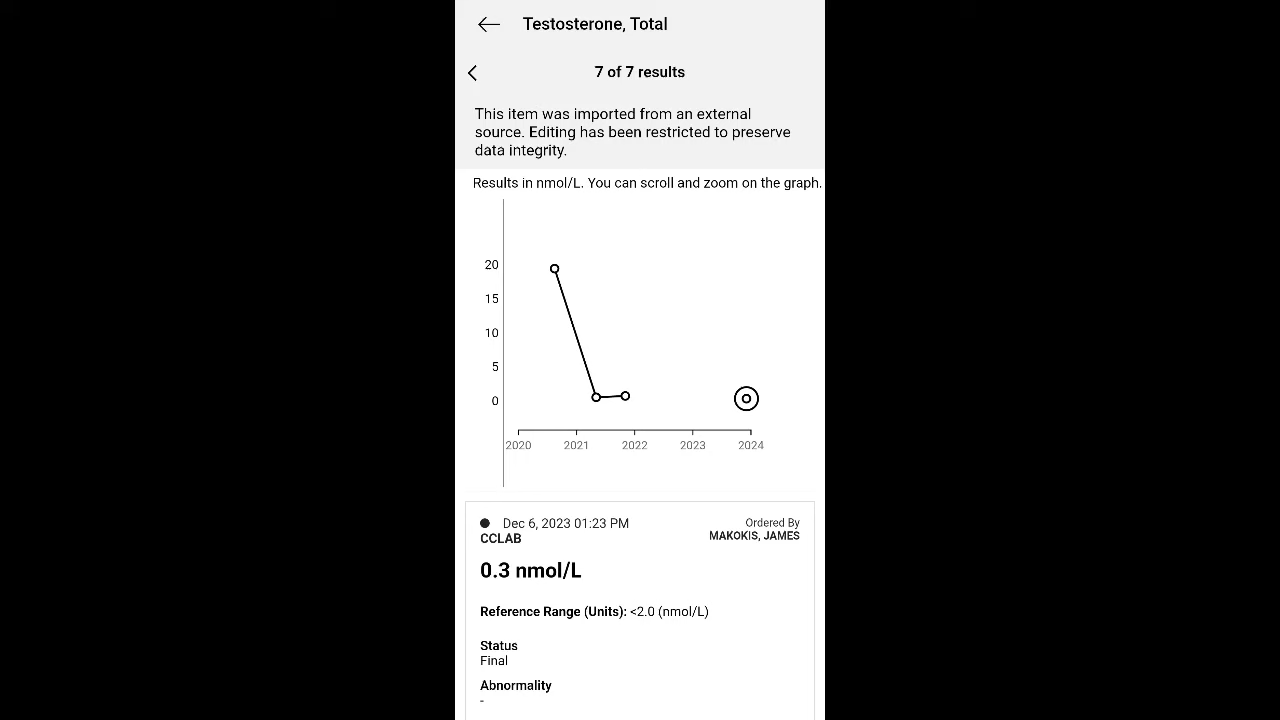 Testosterone, Total
7 of 7 results
This item was imported from an external
source. Editing has been restricted to preserve
data integrity.
Results in nmol/L. You can scroll and zoom on the graph.
20
15
10
5
0
2020 2021 2022 2023 2024
Dec 6, 2023 01:23 PM
CCLAB
Ordered By
MAKOKIS, JAMES
0.3 nmol/L
Reference Range (Units): <2.0 (nmol/L)
Status
Final
Abnormality
-